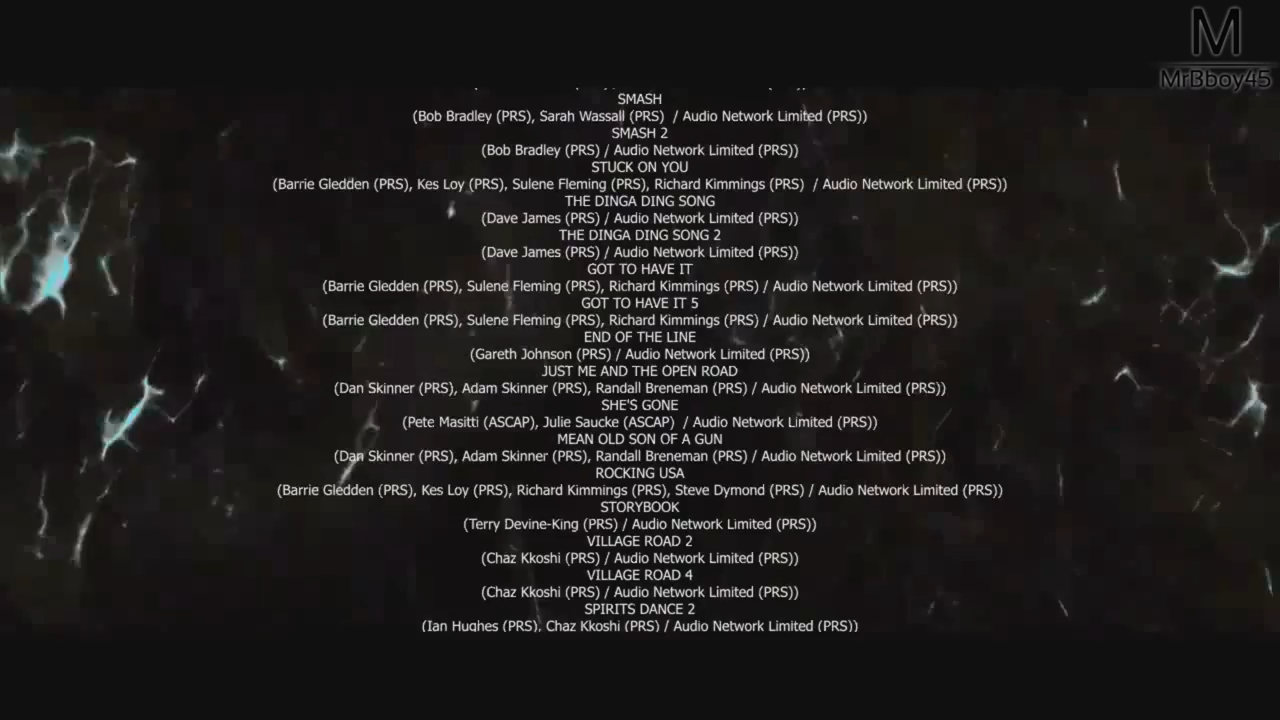 M
MrBboy45
SMASH
(Bob Bradley (PRS), Sarah Wassall (PRS)  / Audio Network Limited (PRS))
SMASH 2
(Bob Bradley (PRS) / Audio Network Limited (PRS))
STUCK ON YOU
(Barrie Gledden (PRS), Kes Loy (PRS), Sulene Fleming (PRS), Richard Kimmings (PRS)  / Audio Network Limited (PRS))
THE DINGA DING SONG
(Dave James (PRS) / Audio Network Limited (PRS))
THE DINGA DING SONG 2
(Dave James (PRS) / Audio Network Limited (PRS))
GOT TO HAVE IT
(Barrie Gledden (PRS), Sulene Fleming (PRS), Richard Kimmings (PRS) / Audio Network Limited (PRS))
GOT TO HAVE IT 5
(Barrie Gledden (PRS), Sulene Fleming (PRS), Richard Kimmings (PRS) / Audio Network Limited (PRS))
END OF THE LINE
(Gareth Johnson (PRS) / Audio Network Limited (PRS))
JUST ME AND THE OPEN ROAD
(Dan Skinner (PRS), Adam Skinner (PRS), Randall Breneman (PRS) / Audio Network Limited (PRS))
SHE'S GONE
(Pete Masitti (ASCAP), Julie Saucke (ASCAP)  / Audio Network Limited (PRS))
MEAN OLD SON OF A GUN
(Dan Skinner (PRS), Adam Skinner (PRS), Randall Breneman (PRS) / Audio Network Limited (PRS))
ROCKING USA
(Barrie Gledden (PRS), Kes Loy (PRS), Richard Kimmings (PRS), Steve Dymond (PRS) / Audio Network Limited (PRS))
STORYBOOK
(Terry Devine-King (PRS) / Audio Network Limited (PRS))
VILLAGE ROAD 2
(Chaz Kkoshi (PRS) / Audio Network Limited (PRS))
VILLAGE ROAD 4
(Chaz Kkoshi (PRS) / Audio Network Limited (PRS))
SPIRITS DANCE 2
(Ian Hughes (PRS), Chaz Kkoshi (PRS) / Audio Network Limited (PRS))